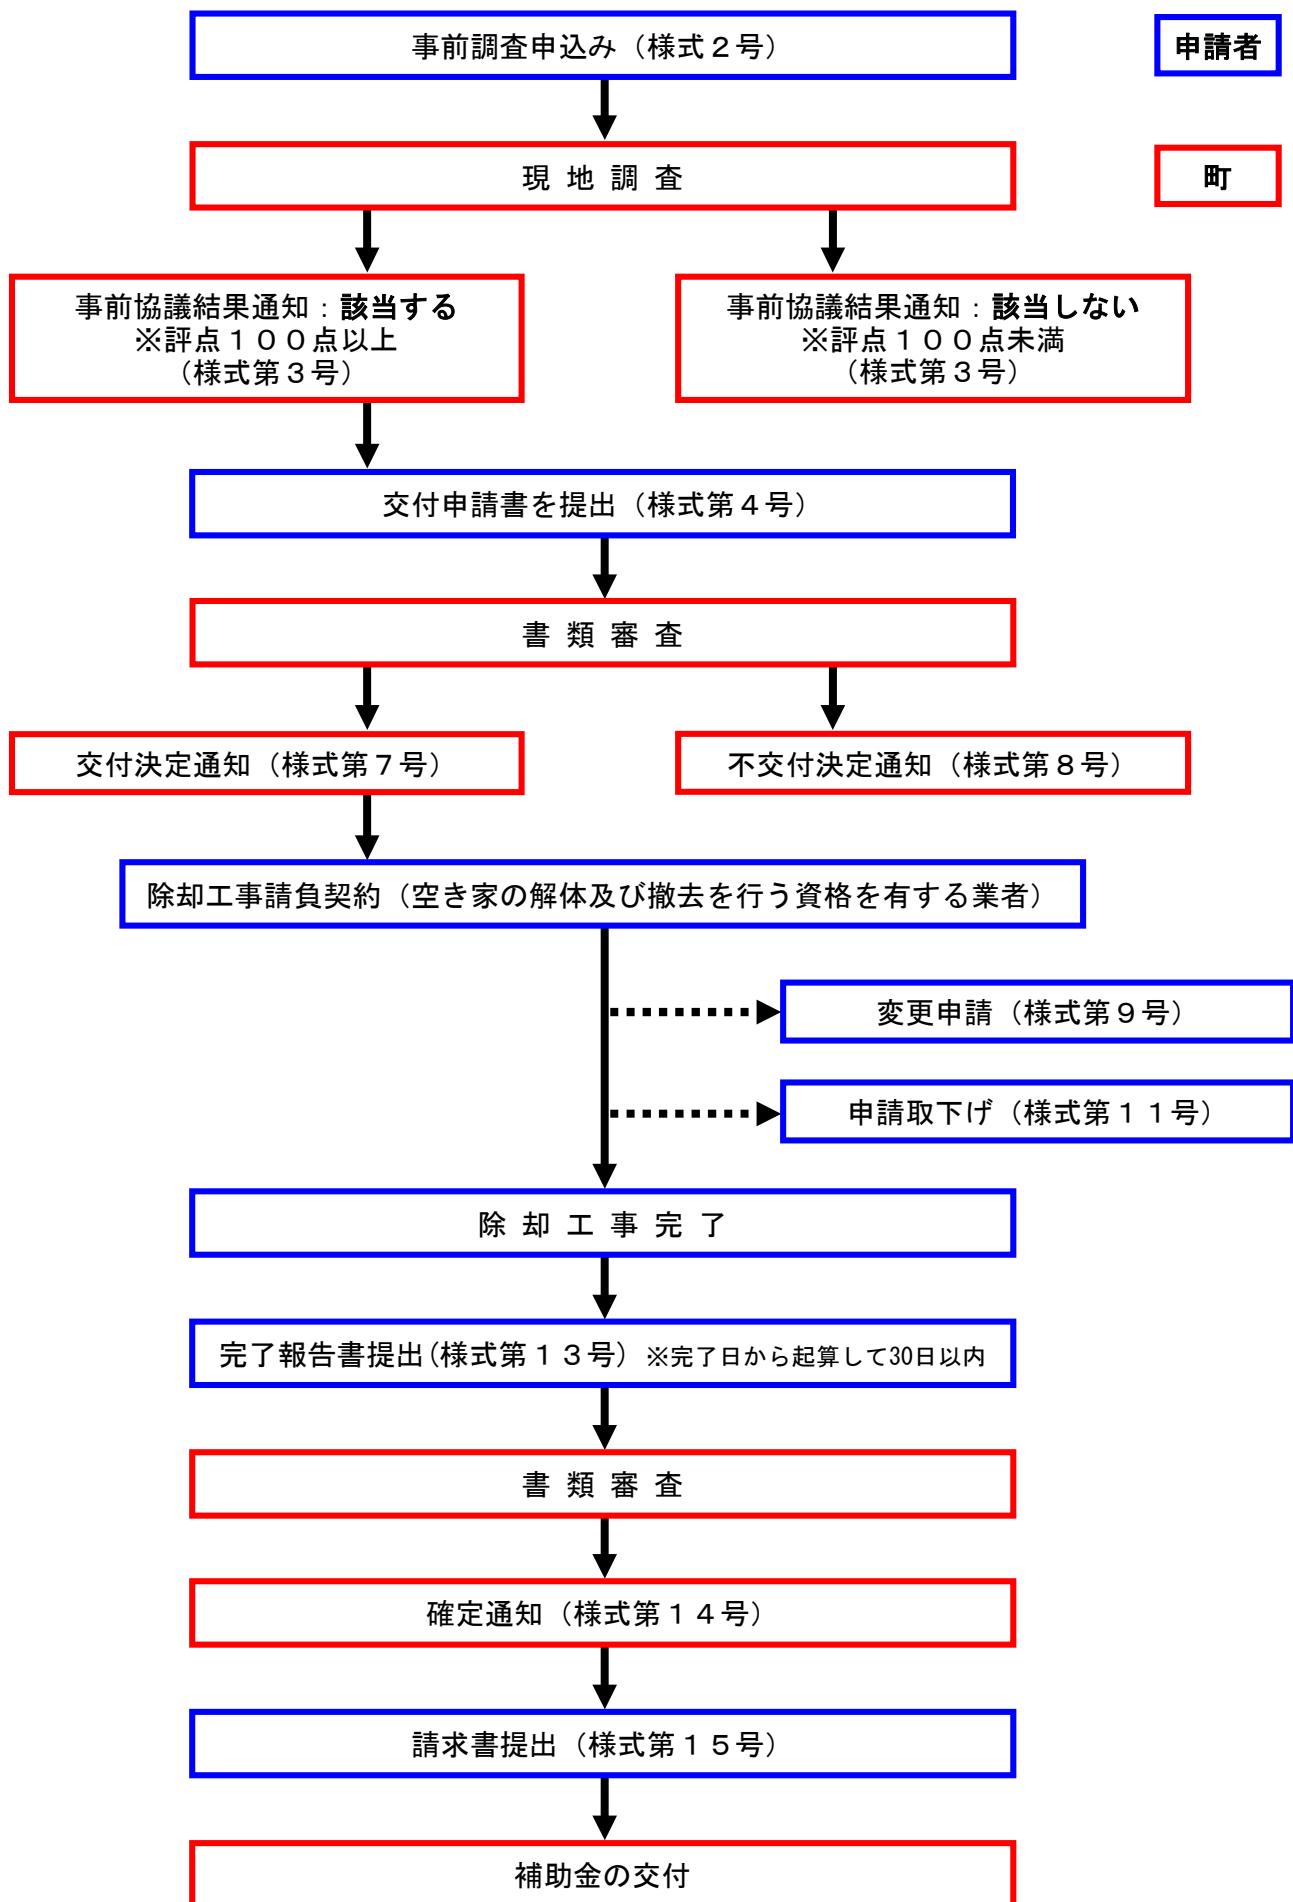 事前調査申込み（様式２号）
申請者
現 地 調 査
町
事前協議結果通知：該当する
※評点１００点以上
（様式第３号）
事前協議結果通知：該当しない
※評点１００点未満
（様式第３号）
交付申請書を提出（様式第４号）
書 類 審 査
交付決定通知（様式第７号）
不交付決定通知（様式第８号）
除却工事請負契約（空き家の解体及び撤去を行う資格を有する業者）
変更申請（様式第９号）
申請取下げ（様式第１１号）
除 却 工 事 完 了
完了報告書提出(様式第１３号）※完了日から起算して30日以内
書 類 審 査
確定通知（様式第１４号）
請求書提出（様式第１５号）
補助金の交付